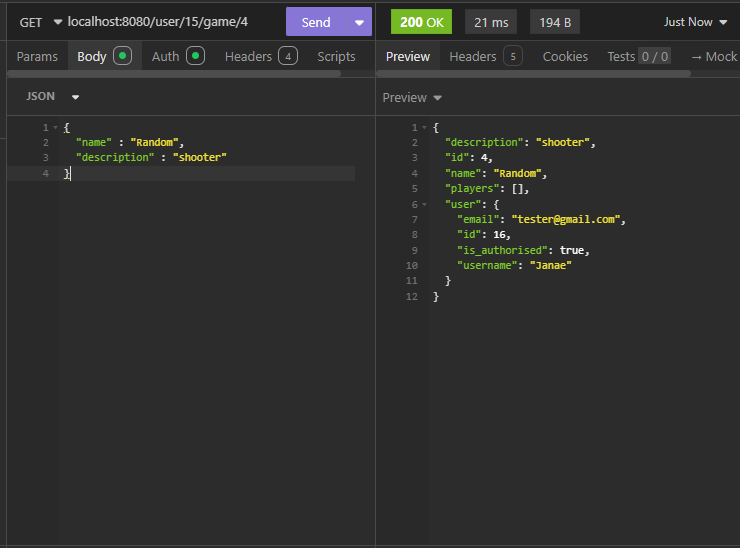 GET localhost:8080/user/15/game/4 Send 200 OK 21 ms 194 B Just Now
Params Body Auth Headers 4 Scripts Preview Headers 5 Cookies Tests 0 / 0 → Mock
JSON Preview
1 {
2 "name" : "Random",
3 "description" : "shooter"
4 }
1 {
2 "description": "shooter",
3 "id": 4,
4 "name": "Random",
5 "players": [],
6 "user": {
7 "email": "tester@gmail.com",
8 "id": 16,
9 "is_authorised": true,
10 "username": "Janae"
11 }
12 }